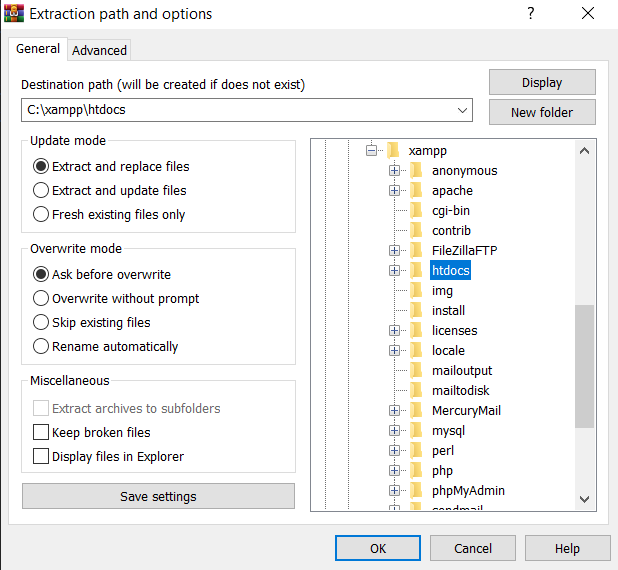 Extraction path and options
?
General
Advanced
Destination path (will be created if does not exist)
C:\xampp\htdocs
Display
New folder
Update mode
Extract and replace files
Extract and update files
Fresh existing files only
Overwrite mode
Ask before overwrite
Overwrite without prompt
Skip existing files
Rename automatically
Miscellaneous
Extract archives to subfolders
Keep broken files
Display files in Explorer
Save settings
xampp
anonymous
apache
cgi-bin
contrib
FileZillaFTP
htdocs
img
install
licenses
locale
mailoutput
mailtodisk
MercuryMail
mysql
perl
php
phpMyAdmin
sendmail
OK
Cancel
Help